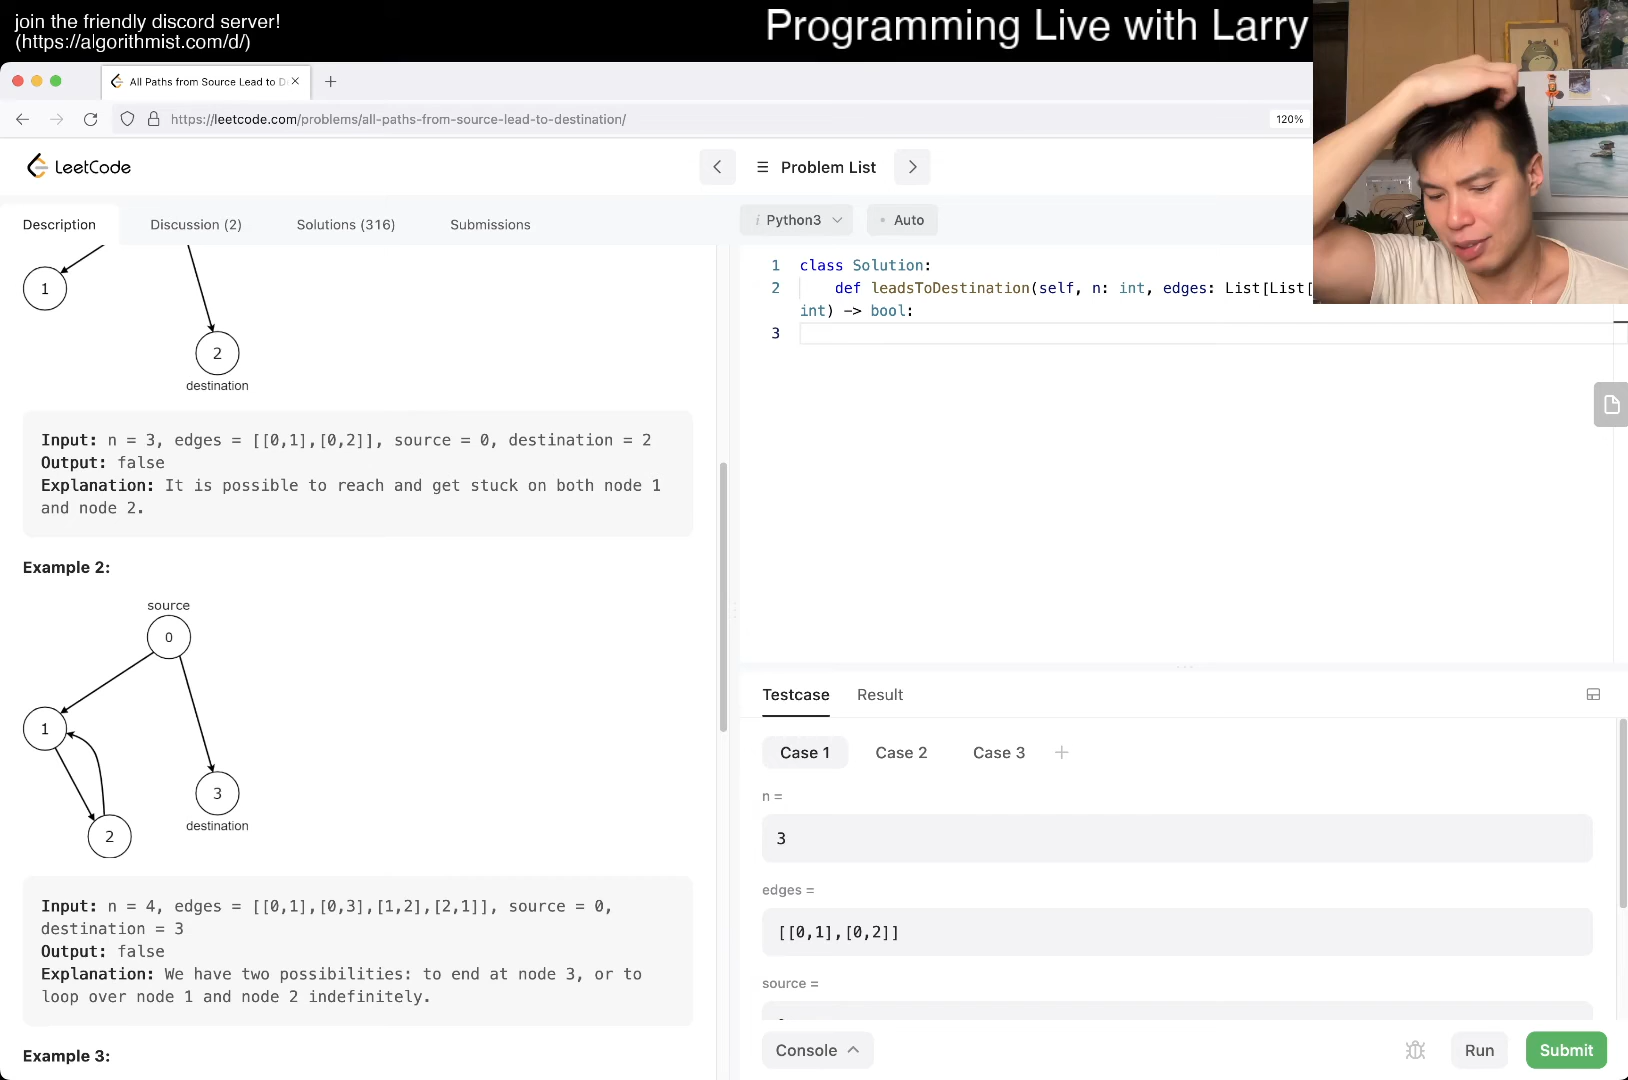 join the friendly discord server!
(https://algorithmist.com/d/)
Programming Live with Larry
All Paths from Source Lead to D
https://leetcode.com/problems/all-paths-from-source-lead-to-destination/
120%
LeetCode
Problem List
Description
Discussion (2)
Solutions (316)
Submissions
i Python3
Auto
1
2
destination
Input: n = 3, edges = [[0,1],[0,2]], source = 0, destination = 2
Output: false
Explanation: It is possible to reach and get stuck on both node 1
and node 2.
Example 2:
source
0
1
2
3
destination
Input: n = 4, edges = [[0,1],[0,3],[1,2],[2,1]], source = 0,
destination = 3
Output: false
Explanation: We have two possibilities: to end at node 3, or to
loop over node 1 and node 2 indefinitely.
Example 3:
1 class Solution:
2 def leadsToDestination(self, n: int, edges: List[List[
int) -> bool:
3
Testcase
Result
Case 1
Case 2
Case 3
n =
3
edges =
[[0,1],[0,2]]
source =
Console
Run
Submit